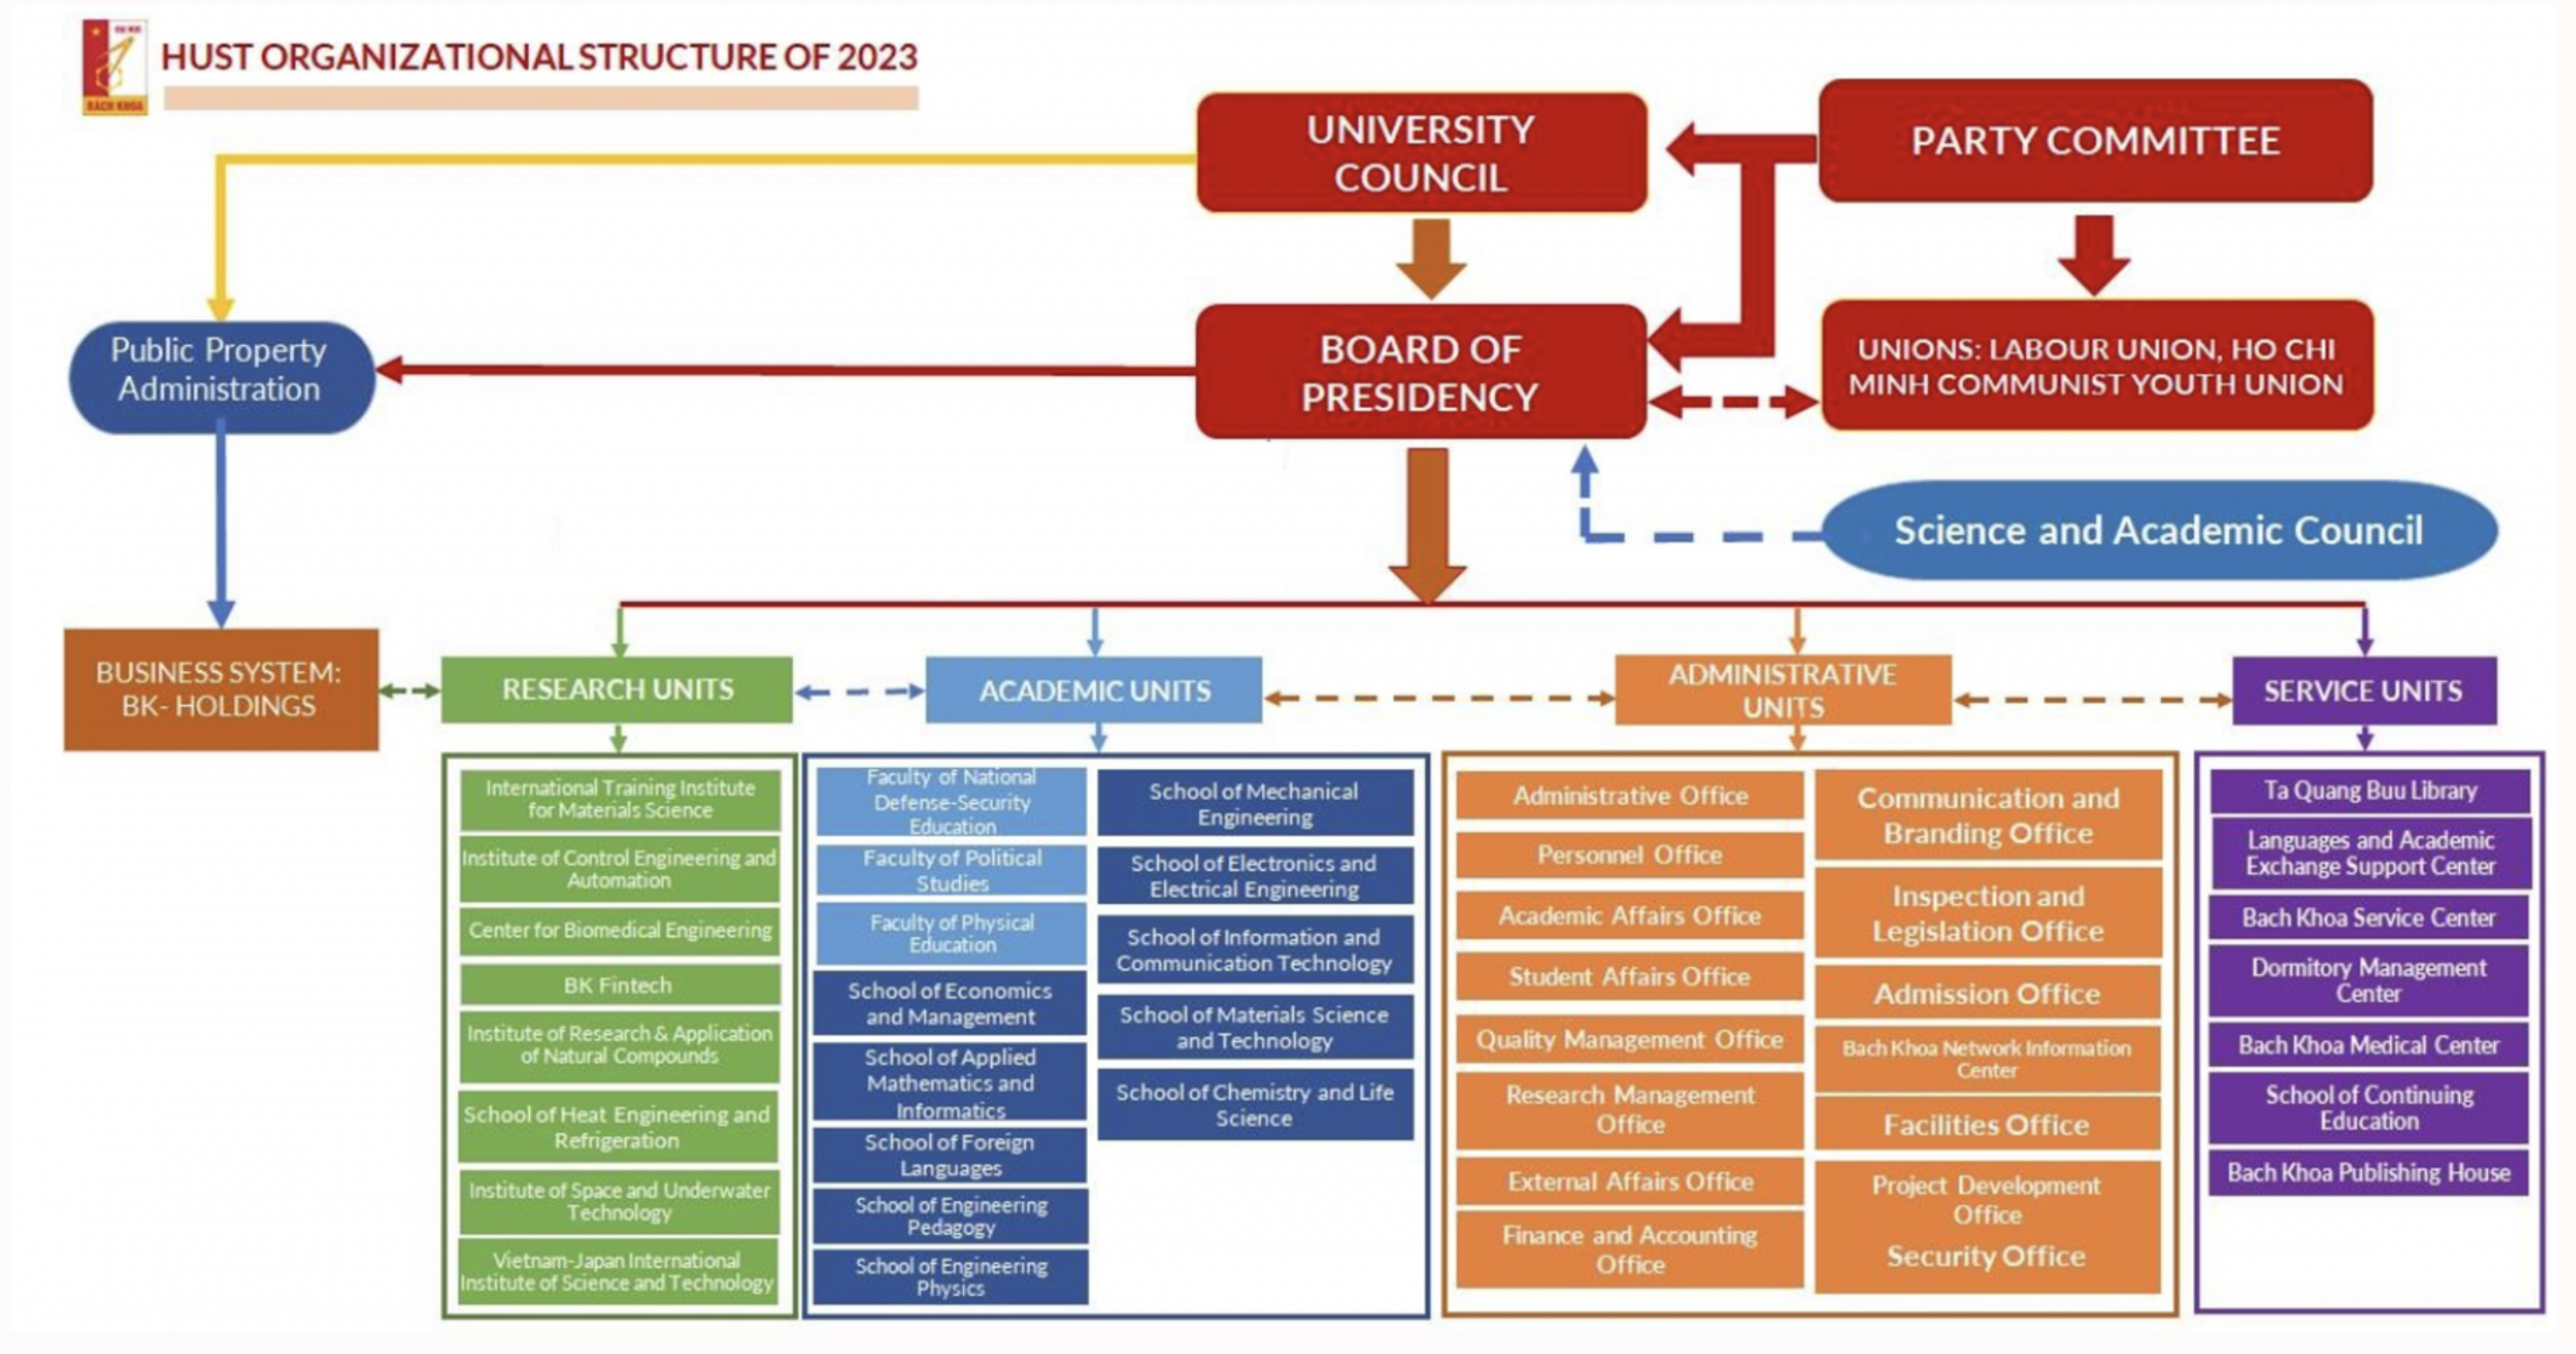 HUST ORGANIZATIONAL STRUCTURE OF 2023
BÁCH KHOA
UNIVERSITY
COUNCIL
PARTY COMMITTEE
Public Property
Administration
BOARD OF
PRESIDENCY
UNIONS: LABOUR UNION, HO CHI
MINH COMMUNIST YOUTH UNION
Science and Academic Council
BUSINESS SYSTEM:
BK- HOLDINGS
RESEARCH UNITS
ACADEMIC UNITS
ADMINISTRATIVE
UNITS
SERVICE UNITS
International Training Institute
for Materials Science
Institute of Control Engineering and
Automation
Center for Biomedical Engineering
BK Fintech
Institute of Research & Application
of Natural Compounds
School of Heat Engineering and
Refrigeration
Institute of Space and Underwater
Technology
Vietnam-Japan International
Institute of Science and Technology
Faculty of National
Defense-Security
Education
Faculty of Political
Studies
Faculty of Physical
Education
School of Economics
and Management
School of Applied
Mathematics and
Informatics
School of Foreign
Languages
School of Engineering
Pedagogy
School of Engineering
Physics
School of Mechanical
Engineering
School of Electronics and
Electrical Engineering
School of Information and
Communication Technology
School of Materials Science
and Technology
School of Chemistry and Life
Science
Administrative Office
Personnel Office
Academic Affairs Office
Student Affairs Office
Quality Management Office
Research Management
Office
External Affairs Office
Finance and Accounting
Office
Communication and
Branding Office
Inspection and
Legislation Office
Admission Office
Bach Khoa Network Information
Center
Facilities Office
Project Development
Office
Security Office
Ta Quang Buu Library
Languages and Academic
Exchange Support Center
Bach Khoa Service Center
Dormitory Management
Center
Bach Khoa Medical Center
School of Continuing
Education
Bach Khoa Publishing House